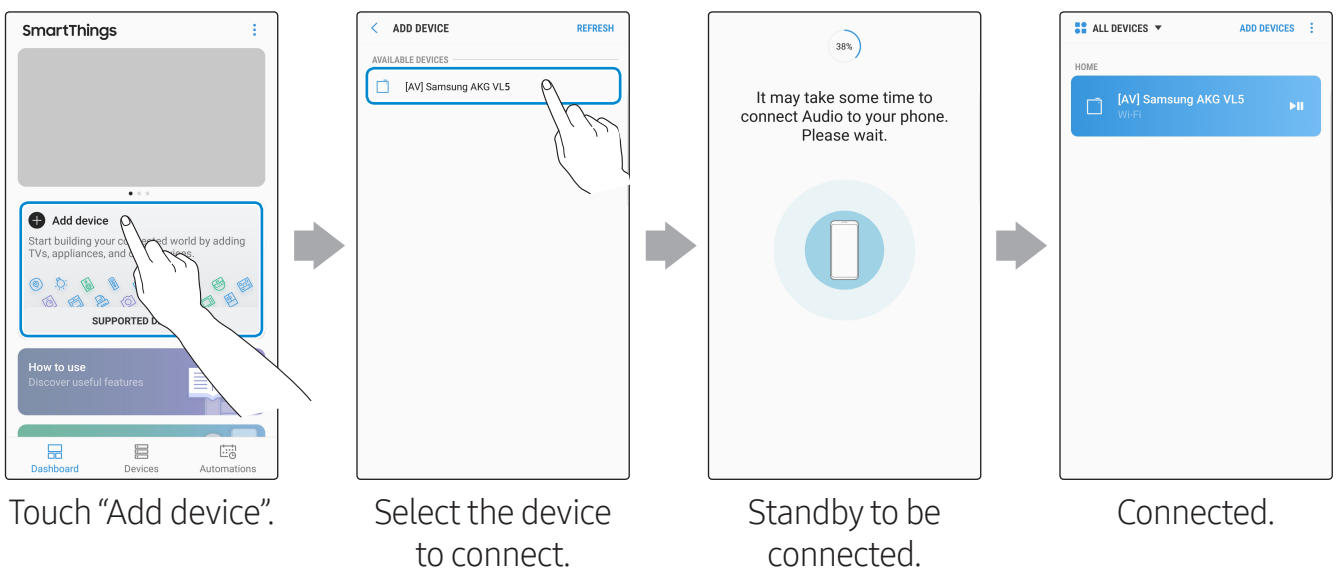 SmartThings
Add device
Start building your co
ed world by adding
TVs, appliances, and
SUPPORTED D
How to use
Discover useful features
Dashboard
Devices
Automations
Touch “Add device”.
ADD DEVICE
REFRESH
AVAILABLE DEVICES
[AV] Samsung AKG VL5
Select the device
to connect.
38%
It may take some time to
connect Audio to your phone.
Please wait.
Standby to be
connected.
ALL DEVICES
ADD DEVICES
HOME
[AV] Samsung AKG VL5
Wi-Fi
Connected.